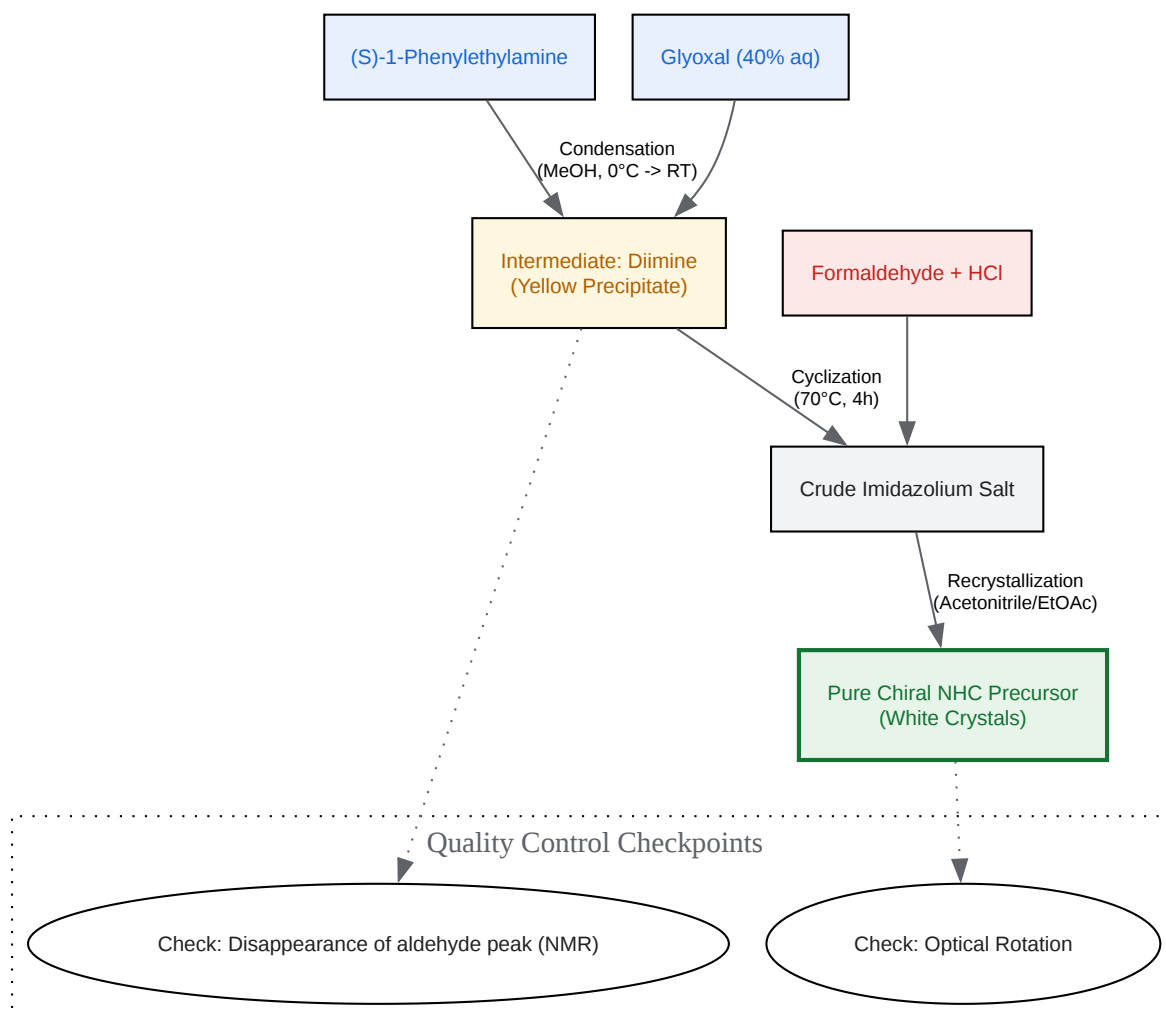 (S)-1-Phenylethylamine
Glyoxal (40% aq)
Condensation
(MeOH, 0°C -> RT)
Intermediate: Diimine
(Yellow Precipitate)
Formaldehyde + HCl
Cyclization
(70°C, 4h)
Crude Imidazolium Salt
Recrystallization
(Acetonitrile/EtOAc)
Pure Chiral NHC Precursor
(White Crystals)
Quality Control Checkpoints
Check: Disappearance of aldehyde peak (NMR)
Check: Optical Rotation